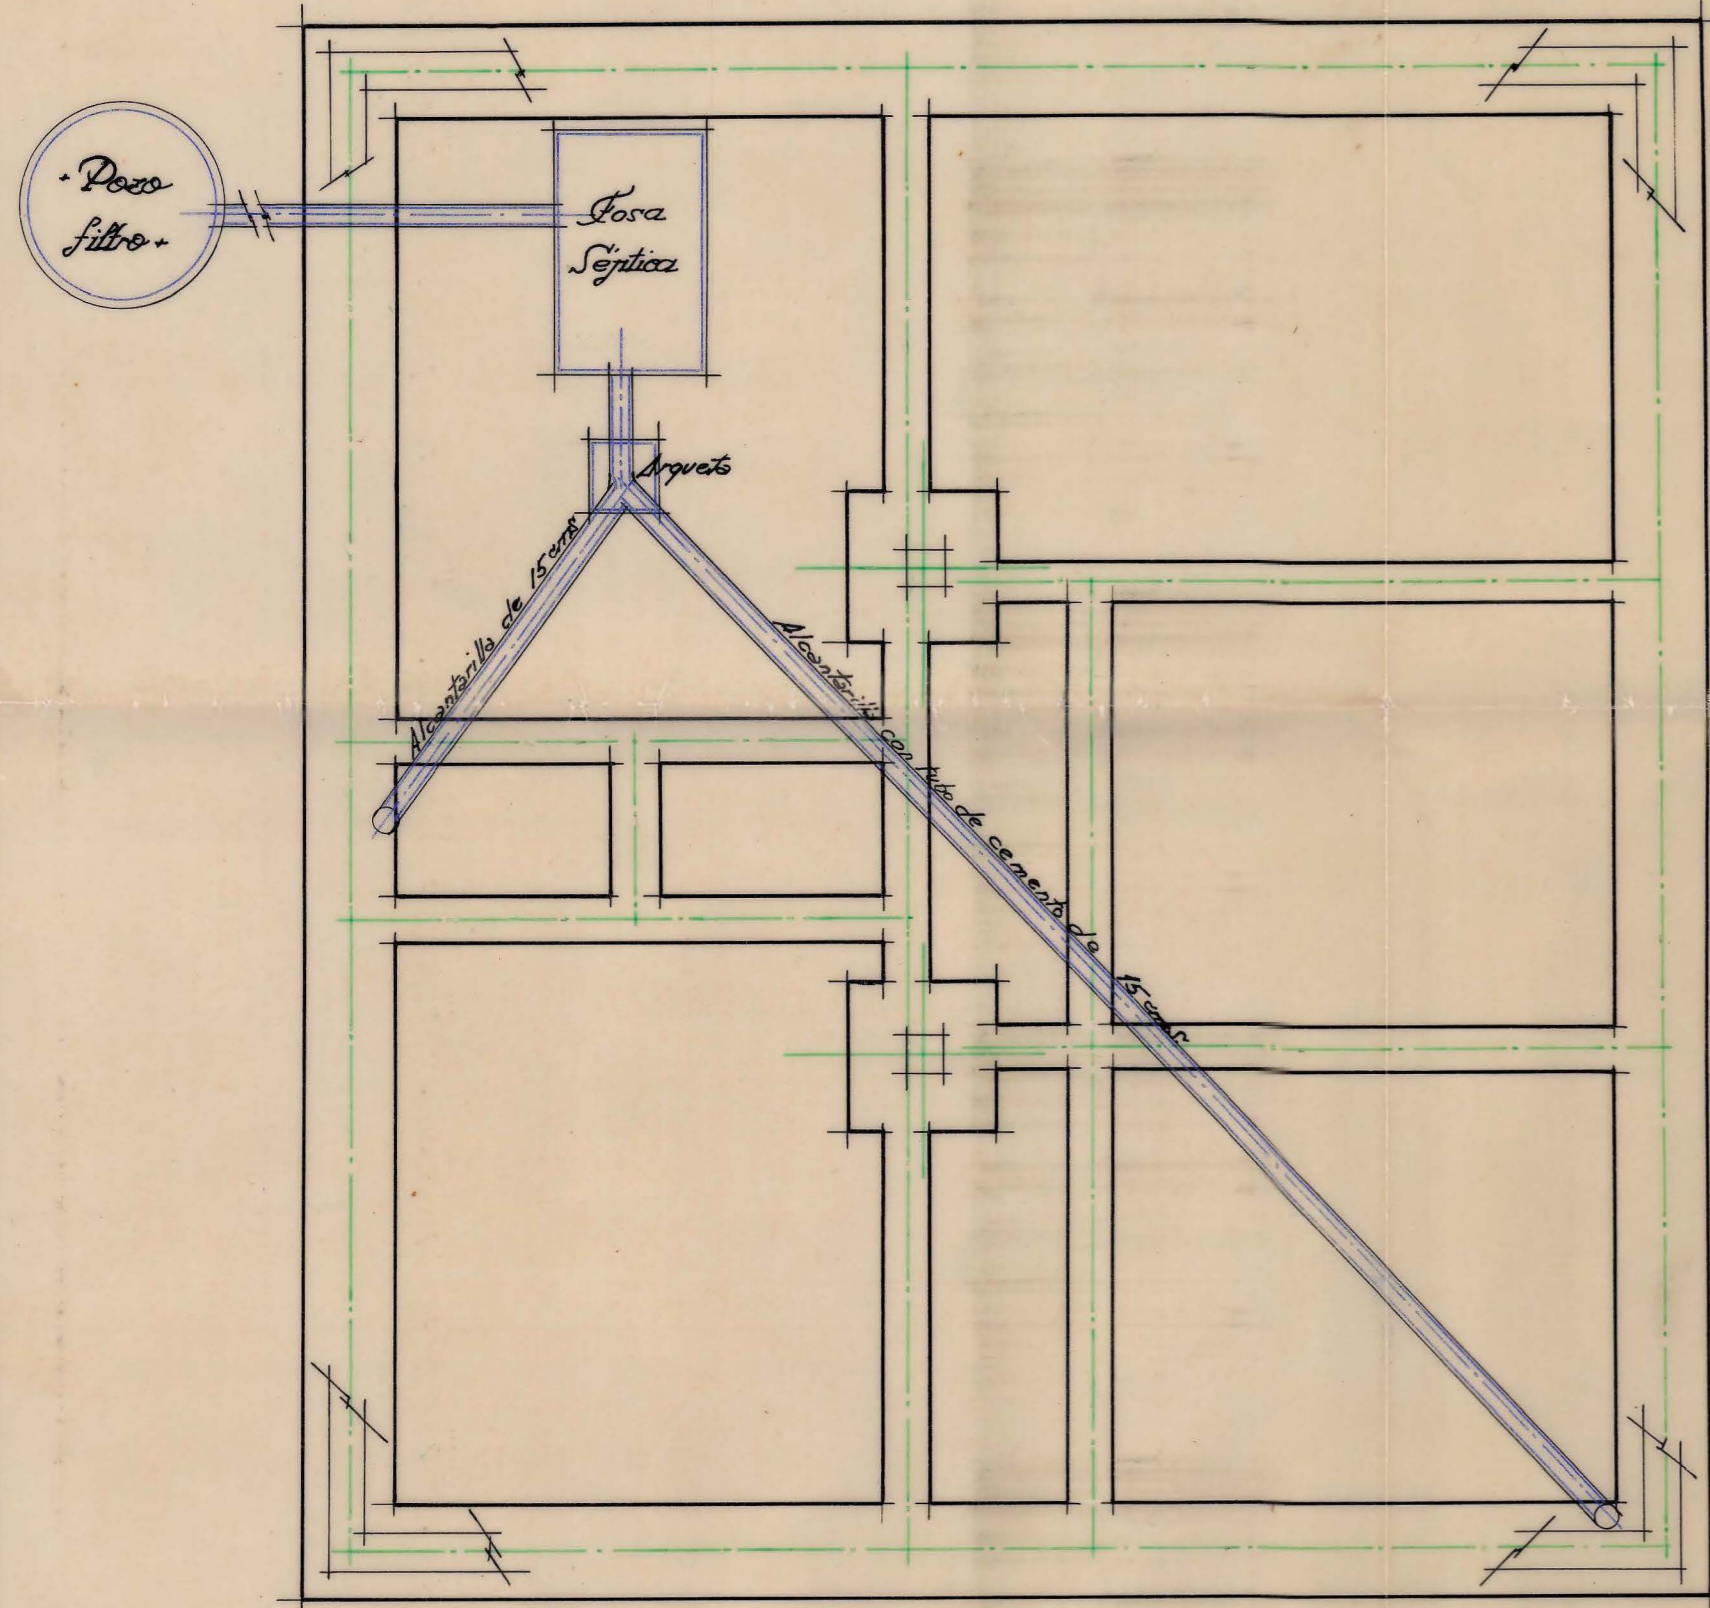 · Pozo
filtro ·
Fosa
Séptica
Arqueta
Alcantarilla de 15 cms
Alcantarilla con tubo de cemento de 15 cms.